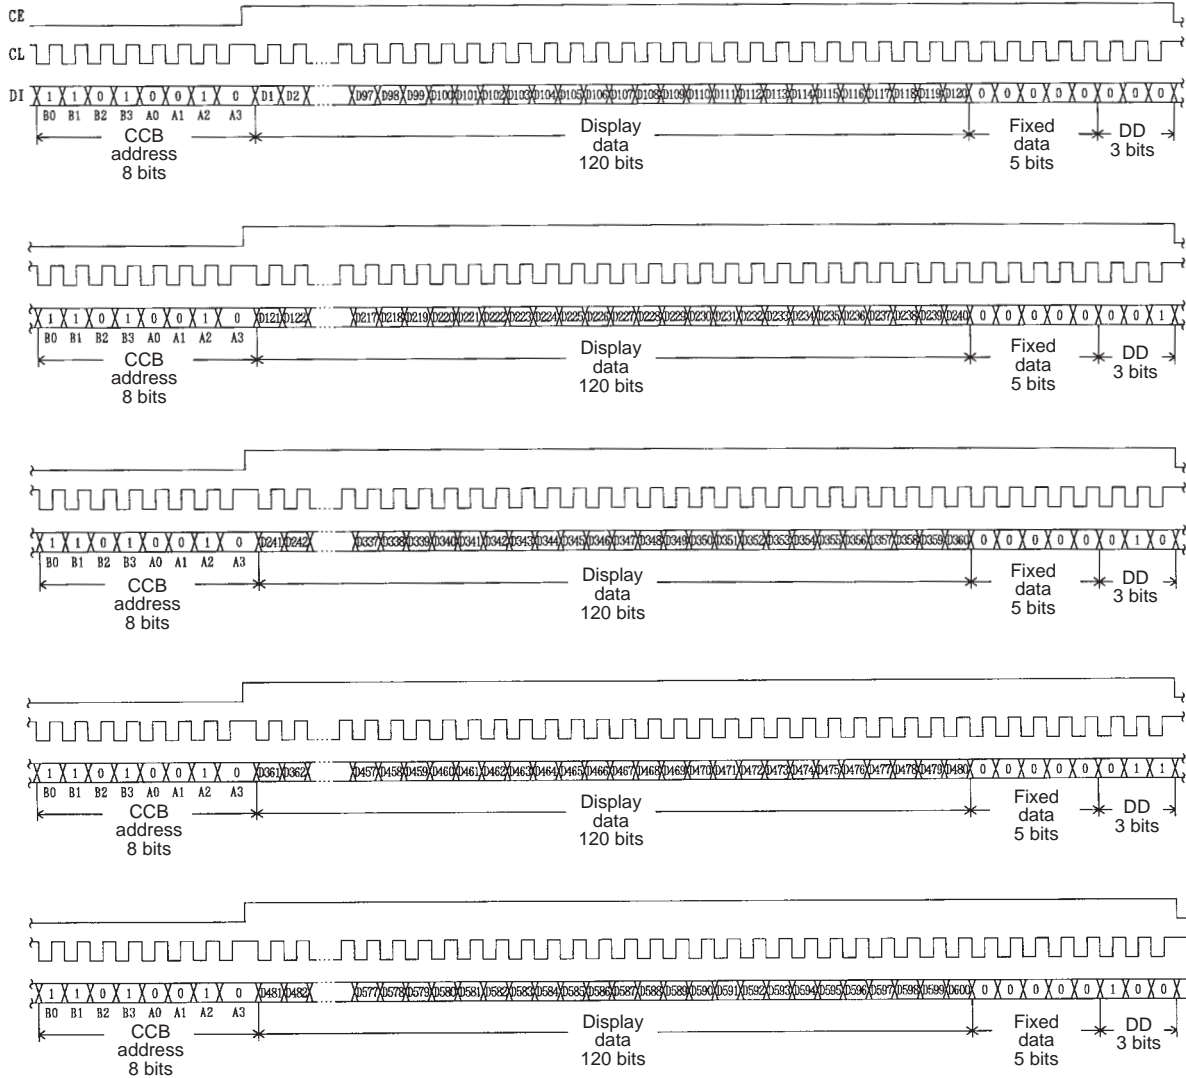 CE
CL
DI 1 1 0 1 0 0 1 0 D1 D2 ...... D97 D98 D99 D100 D101 D102 D103 D104 D105 D106 D107 D108 D109 D110 D111 D112 D113 D114 D115 D116 D117 D118 D119 D120 0 0 0 0 0 0 0 0
B0 B1 B2 B3 A0 A1 A2 A3
CCB address 8 bits
Display data 120 bits
Fixed data 5 bits
DD 3 bits
1 1 0 1 0 0 1 0 D121 D122 ...... D217 D218 D219 D220 D221 D222 D223 D224 D225 D226 D227 D228 D229 D230 D231 D232 D233 D234 D235 D236 D237 D238 D239 D240 0 0 0 0 0 0 0 1
B0 B1 B2 B3 A0 A1 A2 A3
CCB address 8 bits
Display data 120 bits
Fixed data 5 bits
DD 3 bits
1 1 0 1 0 0 1 0 D241 D242 ...... D337 D338 D339 D340 D341 D342 D343 D344 D345 D346 D347 D348 D349 D350 D351 D352 D353 D354 D355 D356 D357 D358 D359 D360 0 0 0 0 0 0 1 0
B0 B1 B2 B3 A0 A1 A2 A3
CCB address 8 bits
Display data 120 bits
Fixed data 5 bits
DD 3 bits
1 1 0 1 0 0 1 0 D361 D362 ...... D457 D458 D459 D460 D461 D462 D463 D464 D465 D466 D467 D468 D469 D470 D471 D472 D473 D474 D475 D476 D477 D478 D479 D480 0 0 0 0 0 0 1 1
B0 B1 B2 B3 A0 A1 A2 A3
CCB address 8 bits
Display data 120 bits
Fixed data 5 bits
DD 3 bits
1 1 0 1 0 0 1 0 D481 D482 ...... D577 D578 D579 D580 D581 D582 D583 D584 D585 D586 D587 D588 D589 D590 D591 D592 D593 D594 D595 D596 D597 D598 D599 D600 0 0 0 0 0 1 0 0
B0 B1 B2 B3 A0 A1 A2 A3
CCB address 8 bits
Display data 120 bits
Fixed data 5 bits
DD 3 bits